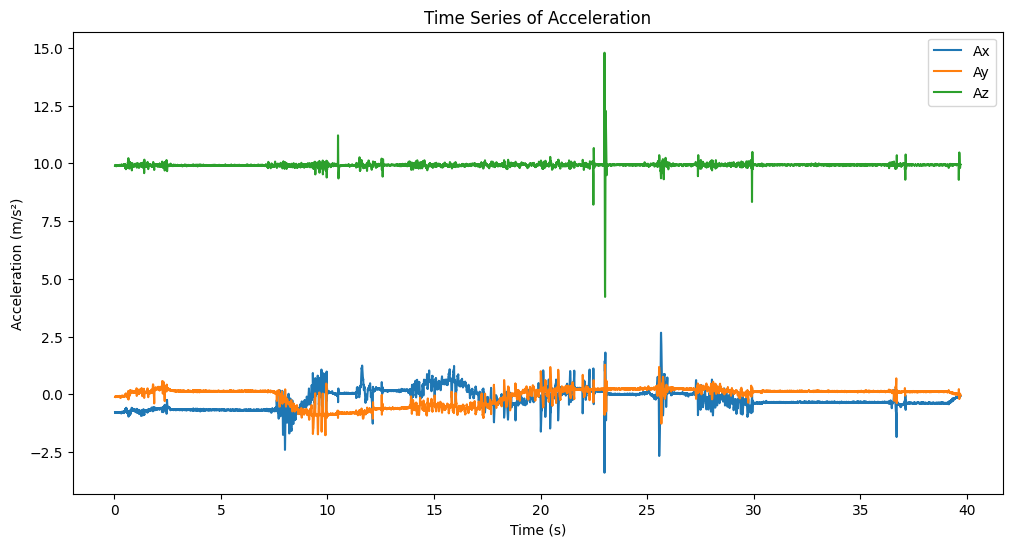 Time Series of Acceleration
Ax
Ay
Az
15.0
12.5
10.0
7.5
5.0
2.5
0.0
−2.5
Acceleration (m/s²)
0 5 10 15 20 25 30 35 40
Time (s)